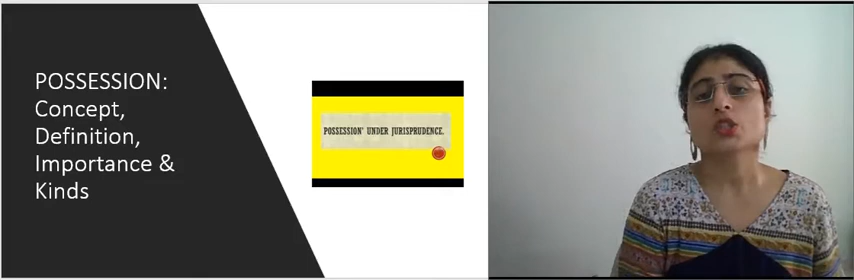 POSSESSION:
Concept,
Definition,
Importance &
Kinds
POSSESSION' UNDER JURISPRUDENCE.